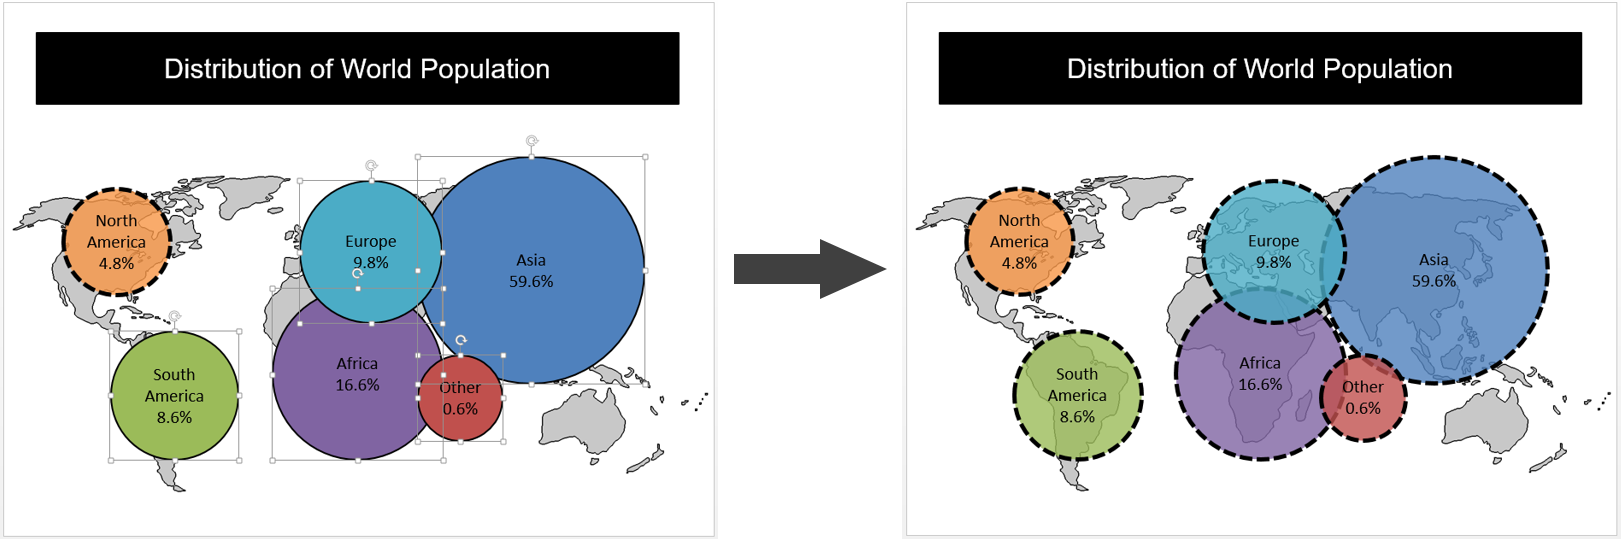 Distribution of World Population
North
America
4.8%
Europe
9.8%
Asia
59.6%
South
America
8.6%
Africa
16.6%
Other
0.6%
Distribution of World Population
North
America
4.8%
Europe
9.8%
Asia
59.6%
South
America
8.6%
Africa
16.6%
Other
0.6%